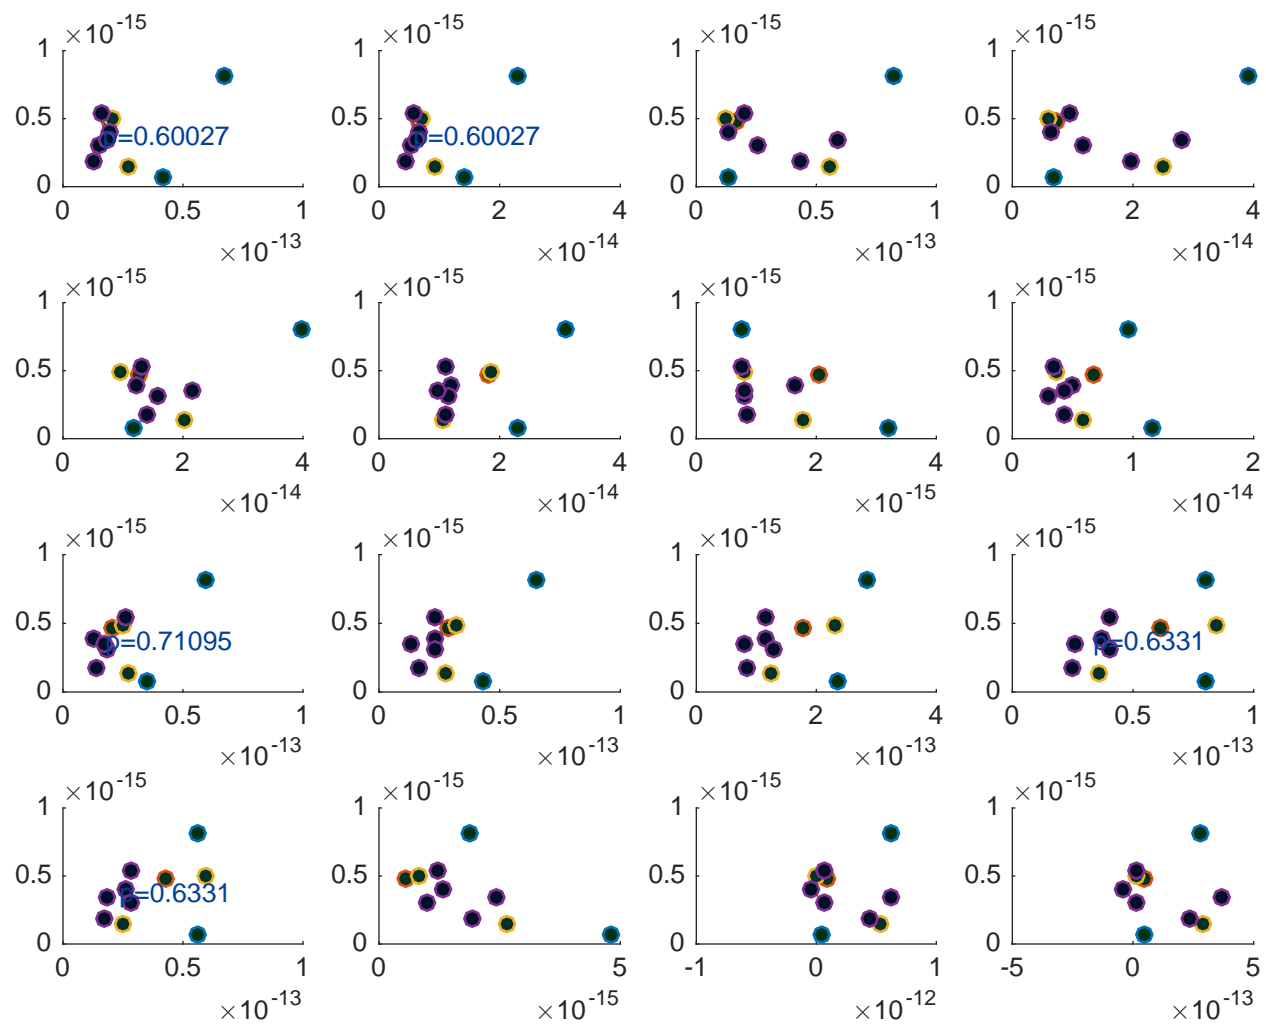 ×10-15 ×10-15 ×10-15 ×10-15
1 1 1 1
0.5 0.5 0.5 0.5
p=0.60027 p=0.60027
0 0 0 0
0 0.5 1 0 2 4 0 0.5 1 0 2 4
×10-13 ×10-14 ×10-13 ×10-14
×10-15 ×10-15 ×10-15 ×10-15
1 1 1 1
0.5 0.5 0.5 0.5
0 0 0 0
0 2 4 0 2 4 0 2 4 0 1 2
×10-14 ×10-14 ×10-15 ×10-14
×10-15 ×10-15 ×10-15 ×10-15
1 1 1 1
0.5 0.5 0.5 0.5
p=0.71095 p=0.6331
0 0 0 0
0 0.5 1 0 0.5 1 0 2 4 0 0.5 1
×10-13 ×10-13 ×10-13 ×10-13
×10-15 ×10-15 ×10-15 ×10-15
1 1 1 1
0.5 0.5 0.5 0.5
p=0.6331
0 0 0 0
0 0.5 1 0 5 -1 0 1 -5 0 5
×10-13 ×10-15 ×10-12 ×10-13